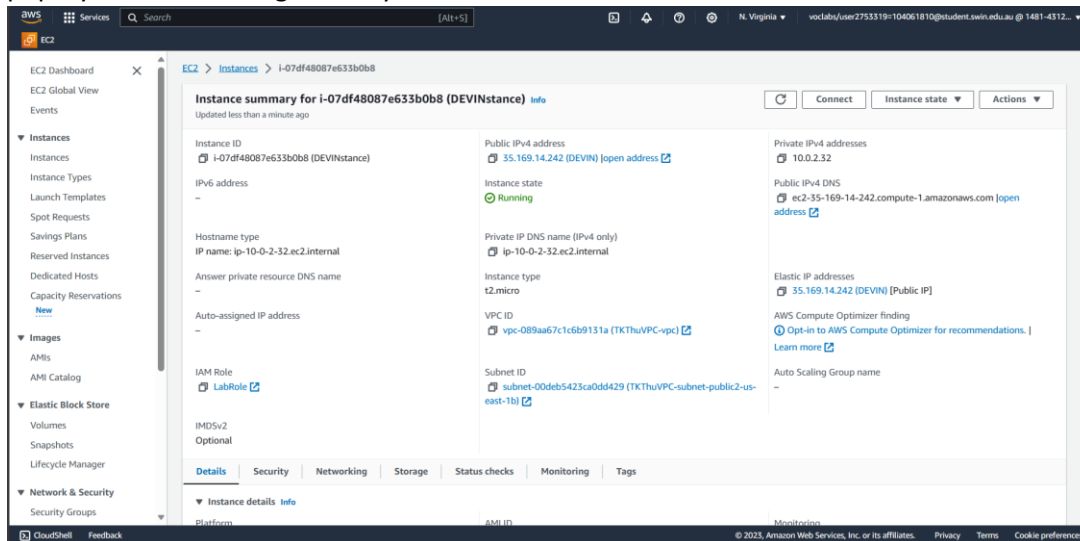 aws Services Search [Alt+S] N. Virginia voclabs/user2753319=104061810@student.swin.edu.au @ 1481-4312...
EC2
EC2 Dashboard
EC2 Global View
Events
Instances
Instances
Instance Types
Launch Templates
Spot Requests
Savings Plans
Reserved Instances
Dedicated Hosts
Capacity Reservations
New
Images
AMIs
AMI Catalog
Elastic Block Store
Volumes
Snapshots
Lifecycle Manager
Network & Security
Security Groups
EC2 > Instances > i-07df48087e633b0b8
Instance summary for i-07df48087e633b0b8 (DEVINstance) Info
Updated less than a minute ago
Connect Instance state Actions
Instance ID
i-07df48087e633b0b8 (DEVINstance)
Public IPv4 address
35.169.14.242 (DEVIN) |open address
Private IPv4 addresses
10.0.2.32
IPv6 address
–
Instance state
Running
Public IPv4 DNS
ec2-35-169-14-242.compute-1.amazonaws.com |open
address
Hostname type
IP name: ip-10-0-2-32.ec2.internal
Private IP DNS name (IPv4 only)
ip-10-0-2-32.ec2.internal
Answer private resource DNS name
–
Instance type
t2.micro
Elastic IP addresses
35.169.14.242 (DEVIN) [Public IP]
Auto-assigned IP address
–
VPC ID
vpc-089aa67c1c6b9131a (TKThuVPC-vpc)
AWS Compute Optimizer finding
Opt-in to AWS Compute Optimizer for recommendations. |
Learn more
IAM Role
LabRole
Subnet ID
subnet-00deb5423ca0dd429 (TKThuVPC-subnet-public2-us-
east-1b)
Auto Scaling Group name
–
IMDSv2
Optional
Details Security Networking Storage Status checks Monitoring Tags
Instance details Info
Platform AMI ID Monitoring
CloudShell Feedback © 2023, Amazon Web Services, Inc. or its affiliates. Privacy Terms Cookie preference